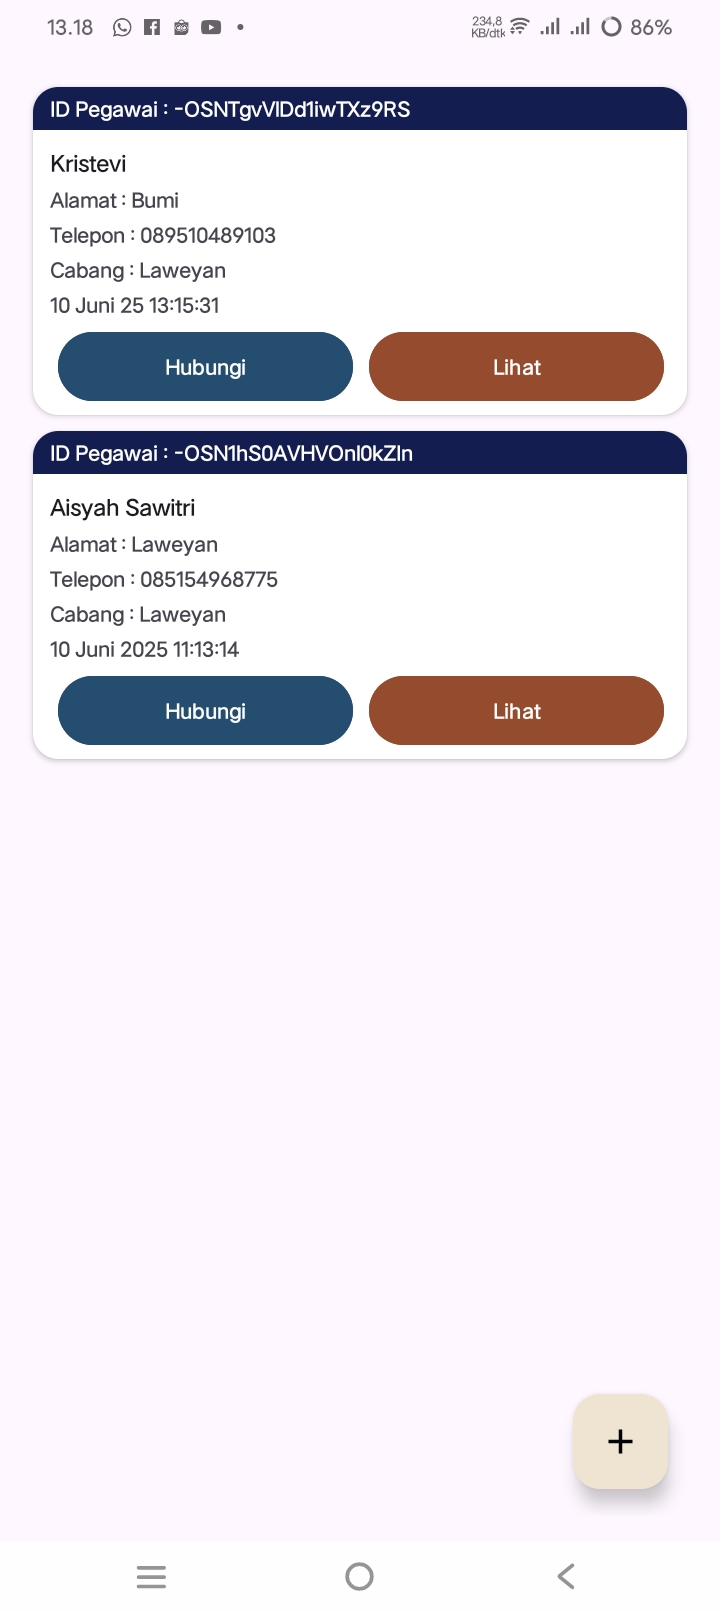 13.18
234,8
KB/dtk
86%
ID Pegawai : -OSNTgvVlDd1iwTXz9RS
Kristevi
Alamat : Bumi
Telepon : 089510489103
Cabang : Laweyan
10 Juni 25 13:15:31
Hubungi
Lihat
ID Pegawai : -OSN1hS0AVHVOnl0kZln
Aisyah Sawitri
Alamat : Laweyan
Telepon : 085154968775
Cabang : Laweyan
10 Juni 2025 11:13:14
Hubungi
Lihat